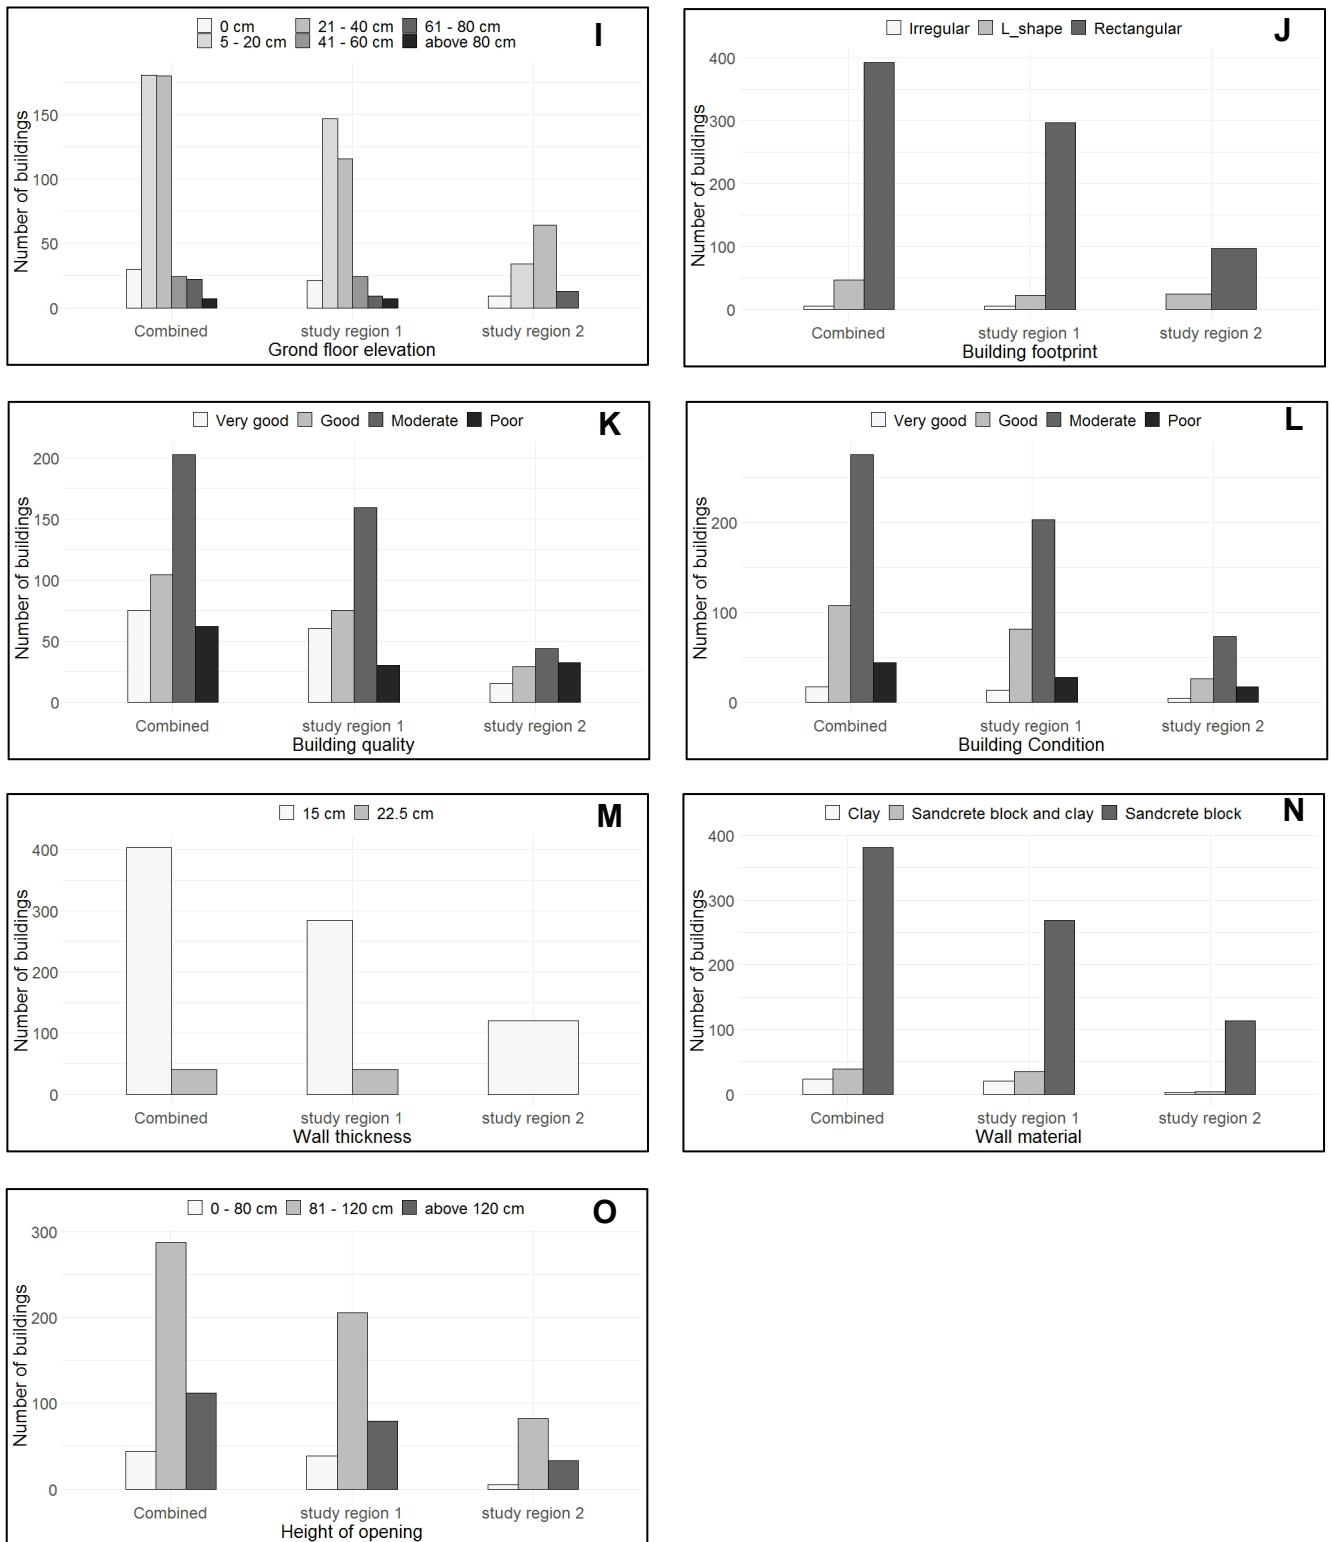 0 cm 21 - 40 cm 61 - 80 cm
5 - 20 cm 41 - 60 cm above 80 cm
I
Number of buildings
150
100
50
0
Combined study region 1 study region 2
Grond floor elevation
Irregular L_shape Rectangular
J
Number of buildings
400
300
200
100
0
Combined study region 1 study region 2
Building footprint
Very good Good Moderate Poor
K
Number of buildings
200
150
100
50
0
Combined study region 1 study region 2
Building quality
Very good Good Moderate Poor
L
Number of buildings
200
100
0
Combined study region 1 study region 2
Building Condition
15 cm 22.5 cm
M
Number of buildings
400
300
200
100
0
Combined study region 1 study region 2
Wall thickness
Clay Sandcrete block and clay Sandcrete block
N
Number of buildings
400
300
200
100
0
Combined study region 1 study region 2
Wall material
0 - 80 cm 81 - 120 cm above 120 cm
O
Number of buildings
300
200
100
0
Combined study region 1 study region 2
Height of opening